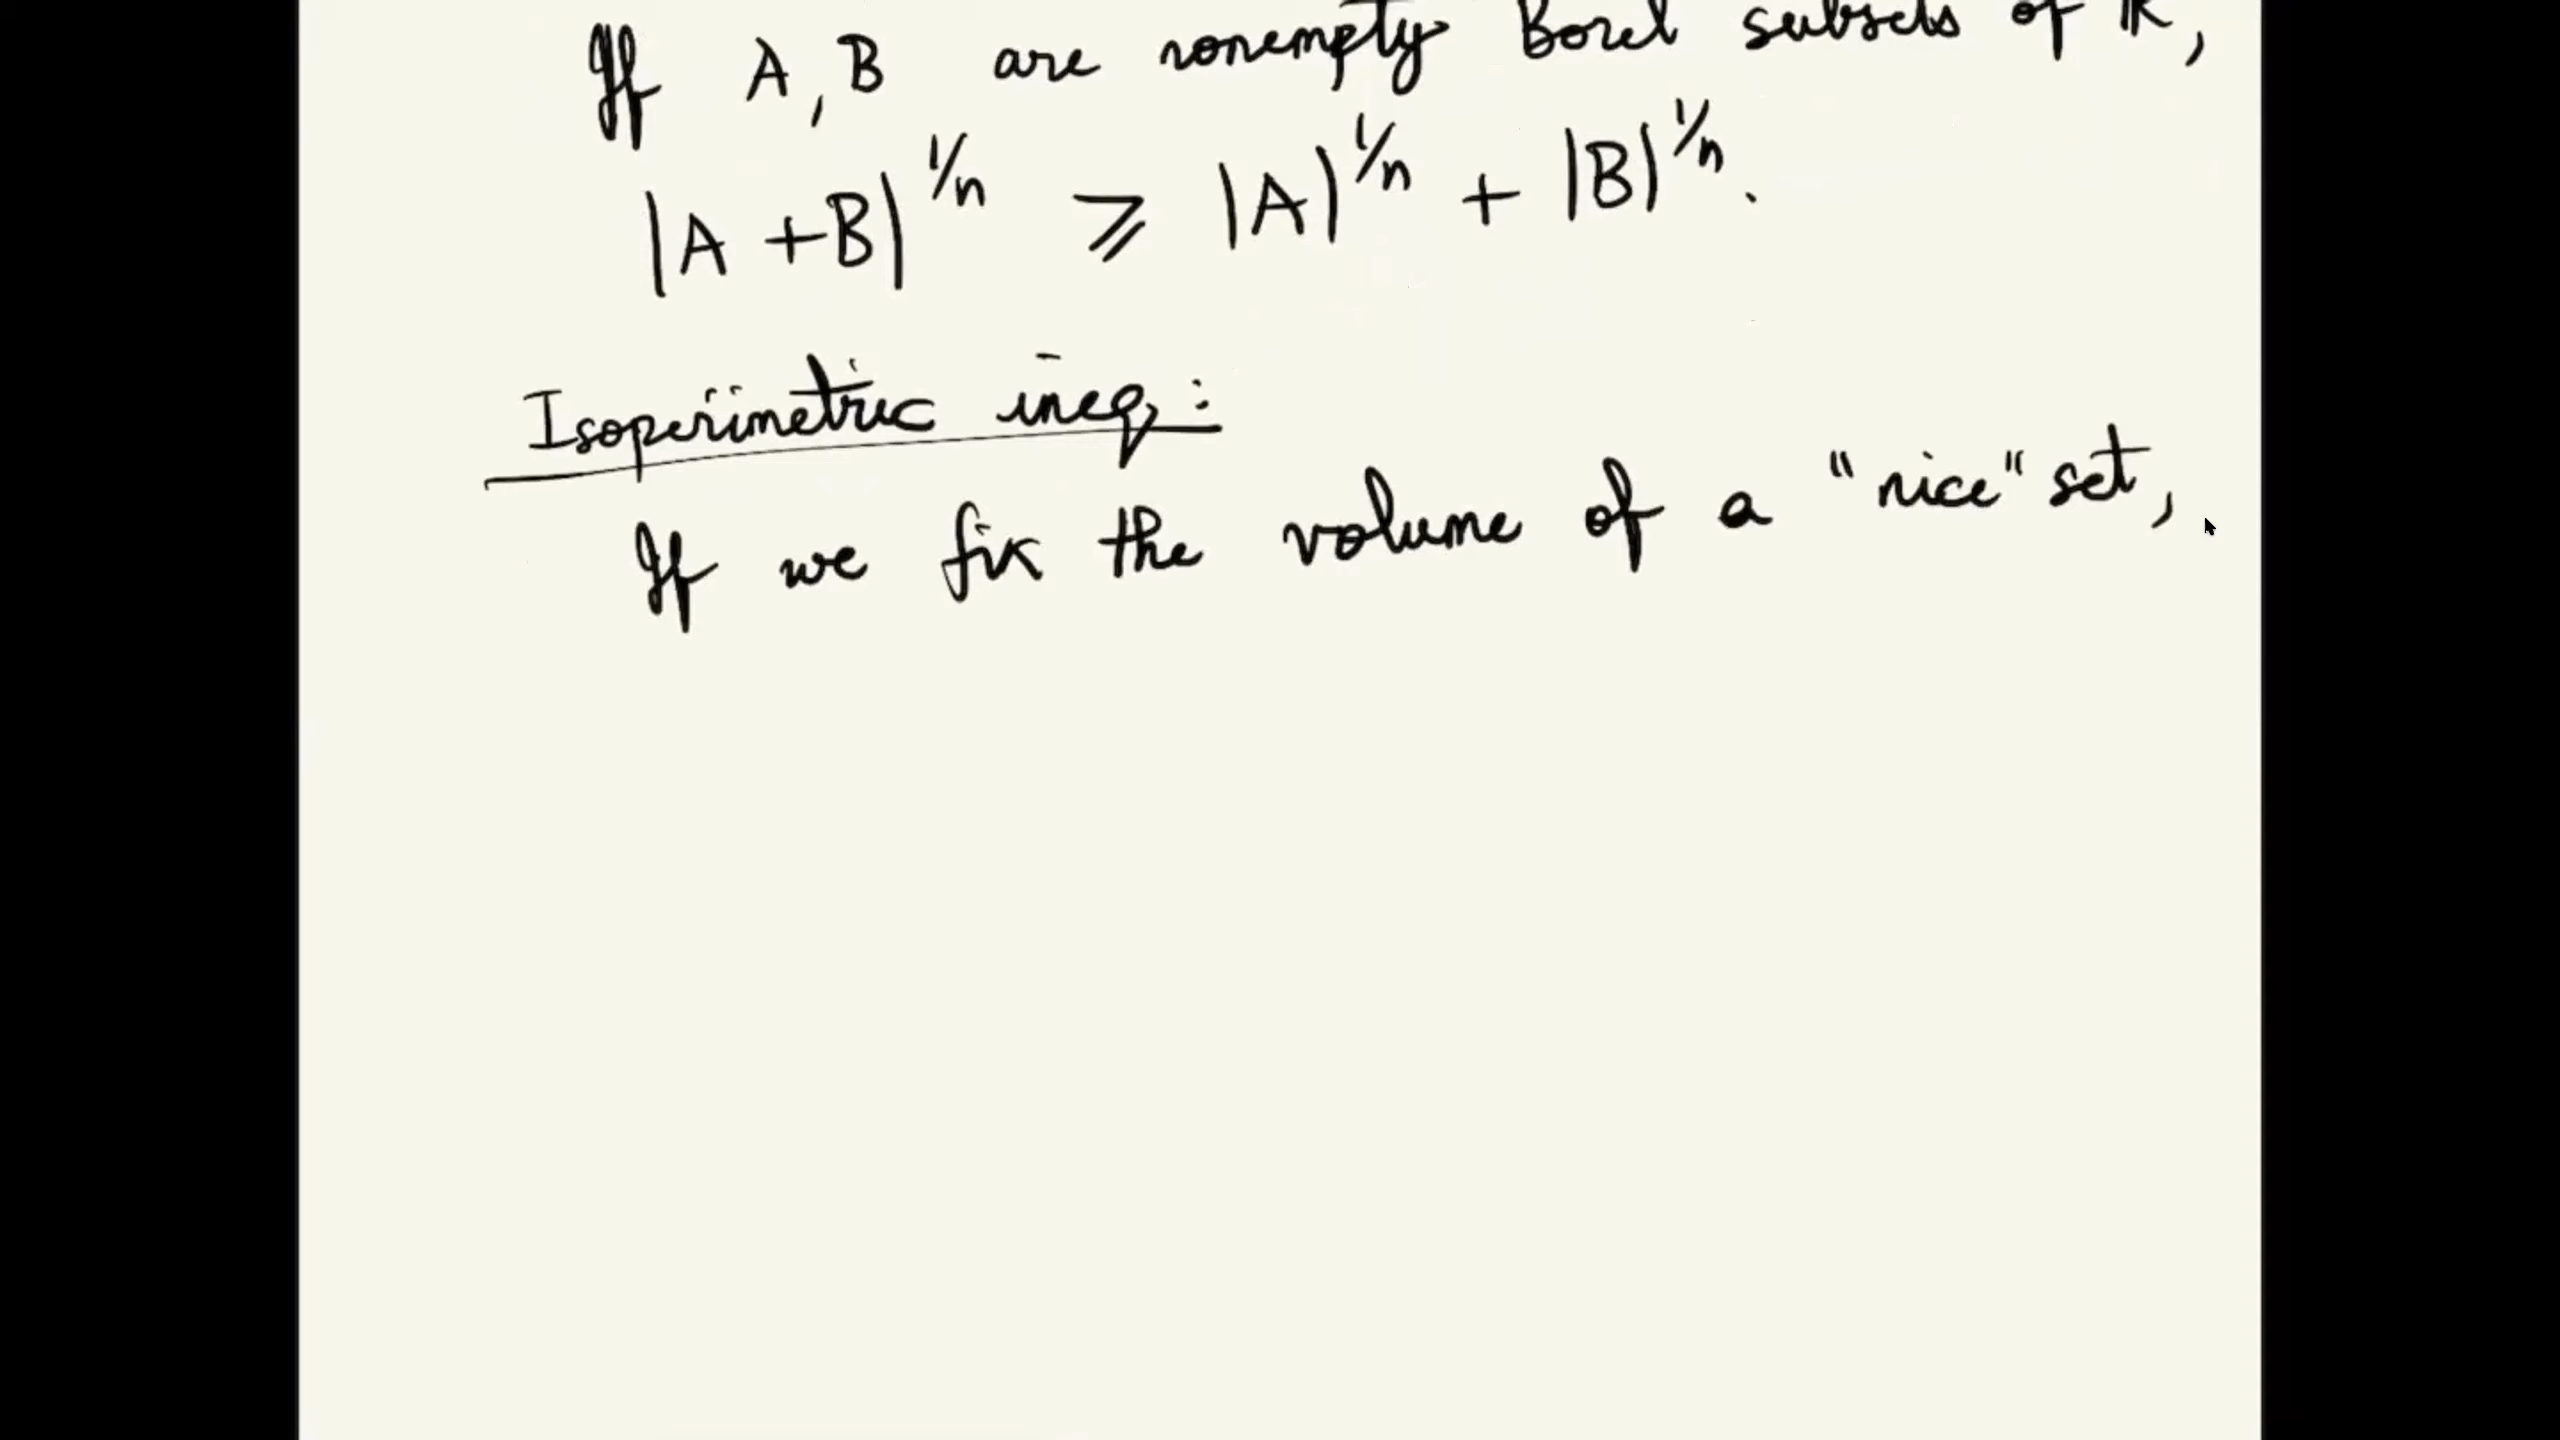 If A, B are nonempty Borel subsets of ℝ,
|A + B|^{1/n} ⩾ |A|^{1/n} + |B|^{1/n}.
Isoperimetric ineq:
If we fix the volume of a "nice" set,